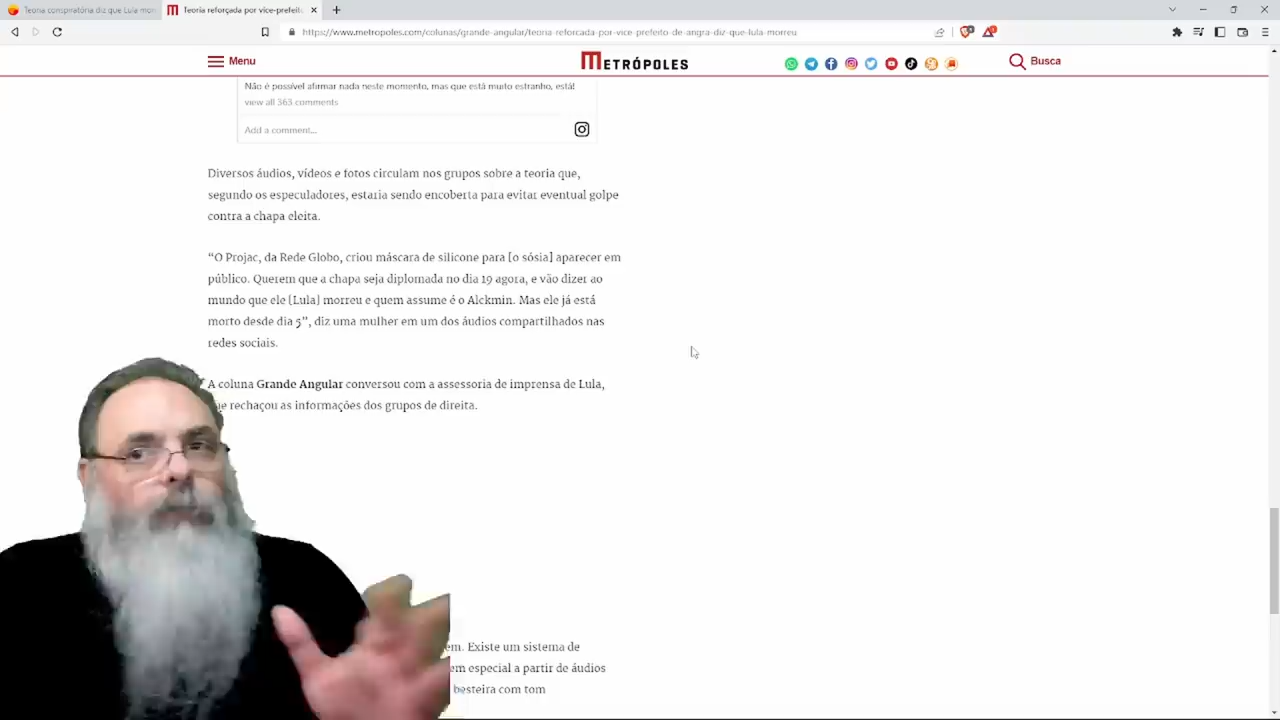 Teoria conspiratória diz que Lula mor
Teoria reforçada por vice-prefeito
https://www.metropoles.com/colunas/grande-angular/teoria-reforcada-por-vice-prefeito-de-angra-diz-que-lula-morreu
Menu
METRÓPOLES
Busca
Não é possível afirmar nada neste momento, mas que está muito estranho, está!
view all 363 comments
Add a comment...
Diversos áudios, vídeos e fotos circulam nos grupos sobre a teoria que,
segundo os especuladores, estaria sendo encoberta para evitar eventual golpe
contra a chapa eleita.
“O Projac, da Rede Globo, criou máscara de silicone para [o sósia] aparecer em
público. Querem que a chapa seja diplomada no dia 19 agora, e vão dizer ao
mundo que ele [Lula] morreu e quem assume é o Alckmin. Mas ele já está
morto desde dia 5”, diz uma mulher em um dos áudios compartilhados nas
redes sociais.
A coluna Grande Angular conversou com a assessoria de imprensa de Lula,
rechaçou as informações dos grupos de direita.
em. Existe um sistema de
em especial a partir de áudios
besteira com tom